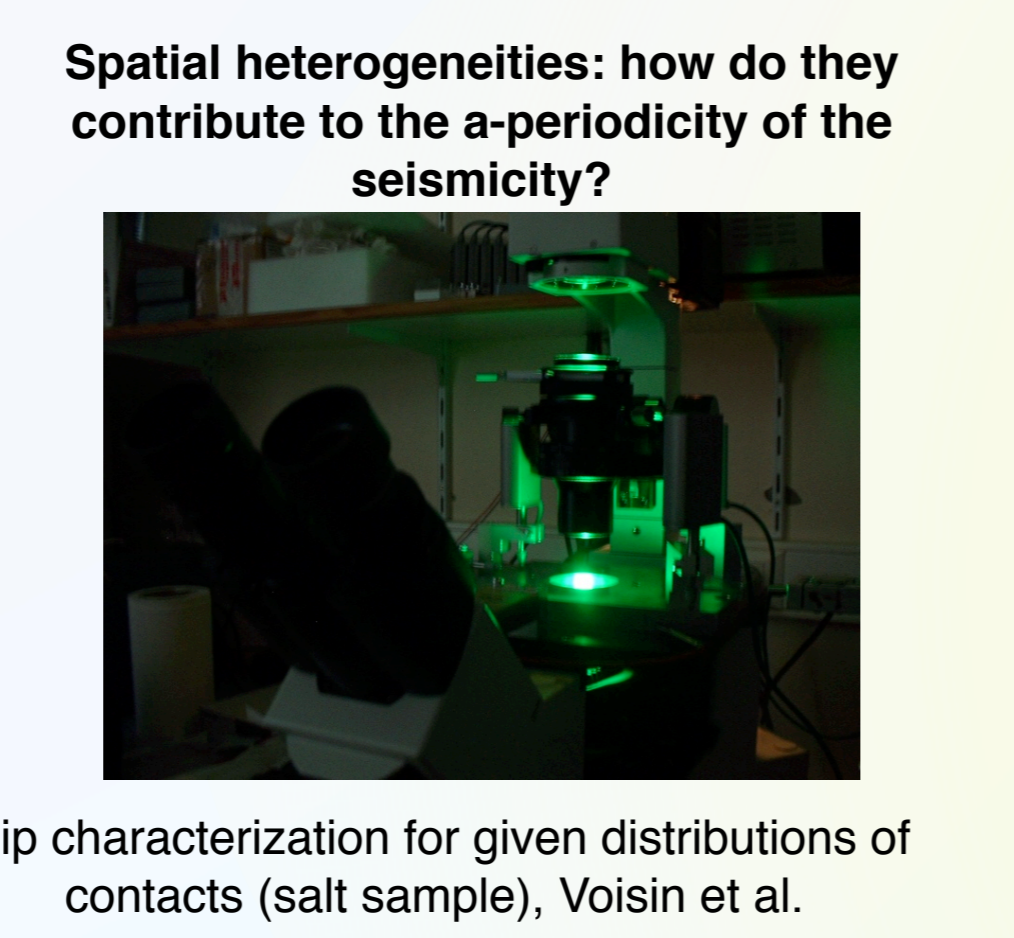 Spatial heterogeneities: how do they
contribute to the a-periodicity of the
seismicity?
ip characterization for given distributions of
contacts (salt sample), Voisin et al.